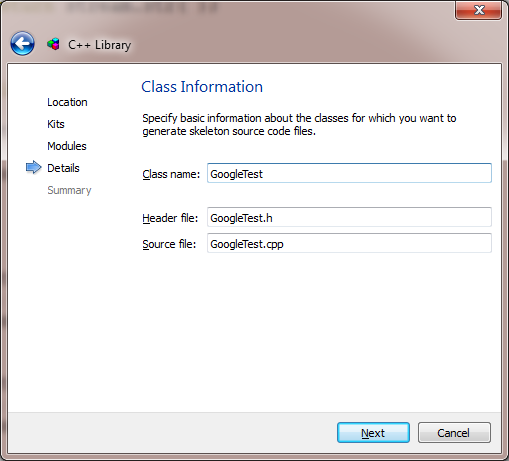 C++ Library
Class Information
Location
Specify basic information about the classes for which you want to
generate skeleton source code files.
Kits
Modules
Details
Summary
Class name: GoogleTest
Header file: GoogleTest.h
Source file: GoogleTest.cpp
Next
Cancel